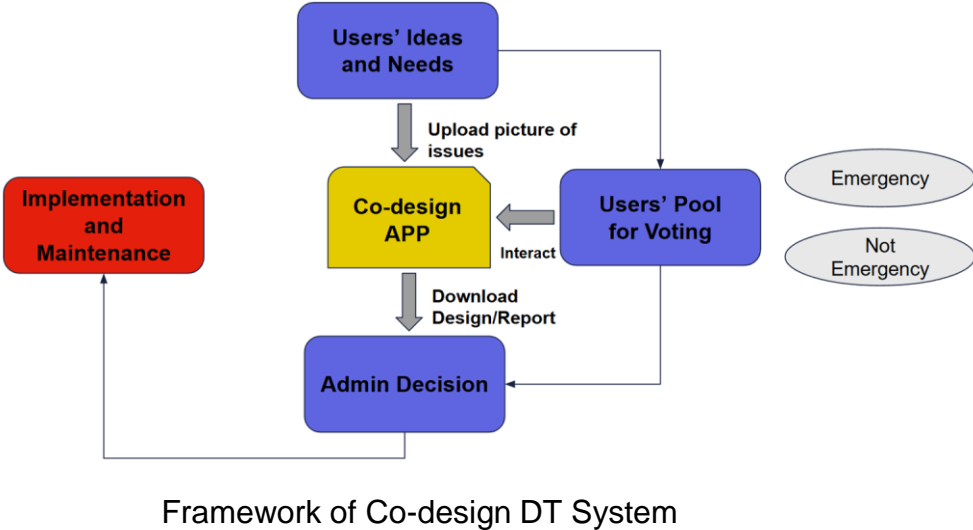 Users' Ideas
and Needs
Upload picture of
issues
Implementation
and
Maintenance
Co-design
APP
Interact
Users' Pool
for Voting
Emergency
Not
Emergency
Download
Design/Report
Admin Decision
Framework of Co-design DT System